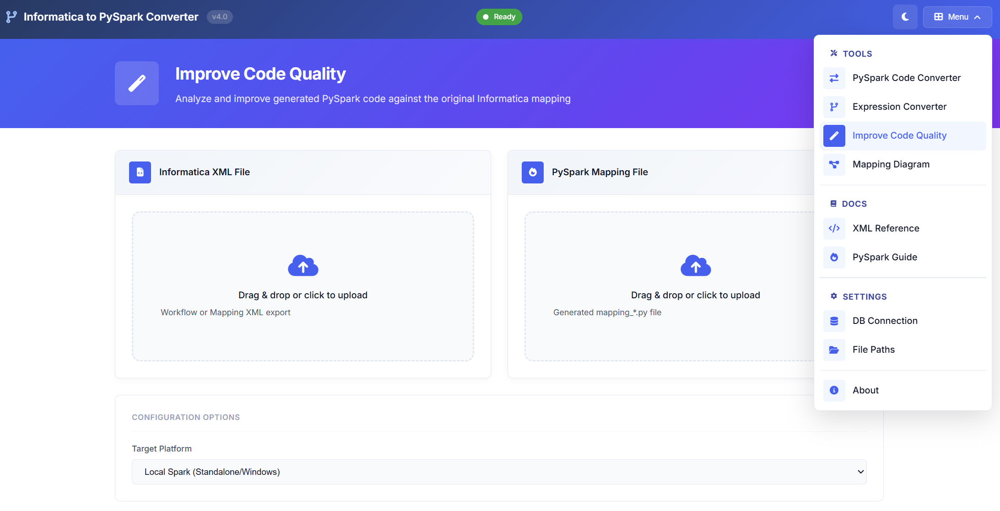 Informatica to PySpark Converter
v4.0
Ready
Menu
Improve Code Quality
Analyze and improve generated PySpark code against the original Informatica mapping
TOOLS
PySpark Code Converter
Expression Converter
Improve Code Quality
Mapping Diagram
DOCS
XML Reference
PySpark Guide
SETTINGS
DB Connection
File Paths
About
Informatica XML File
Drag & drop or click to upload
Workflow or Mapping XML export
PySpark Mapping File
Drag & drop or click to upload
Generated mapping_*.py file
CONFIGURATION OPTIONS
Target Platform
Local Spark (Standalone/Windows)